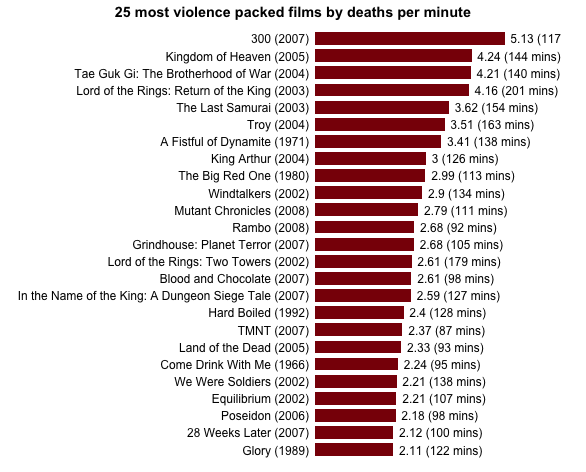 25 most violence packed films by deaths per minute
300 (2007) 5.13 (117
Kingdom of Heaven (2005) 4.24 (144 mins)
Tae Guk Gi: The Brotherhood of War (2004) 4.21 (140 mins)
Lord of the Rings: Return of the King (2003) 4.16 (201 mins)
The Last Samurai (2003) 3.62 (154 mins)
Troy (2004) 3.51 (163 mins)
A Fistful of Dynamite (1971) 3.41 (138 mins)
King Arthur (2004) 3 (126 mins)
The Big Red One (1980) 2.99 (113 mins)
Windtalkers (2002) 2.9 (134 mins)
Mutant Chronicles (2008) 2.79 (111 mins)
Rambo (2008) 2.68 (92 mins)
Grindhouse: Planet Terror (2007) 2.68 (105 mins)
Lord of the Rings: Two Towers (2002) 2.61 (179 mins)
Blood and Chocolate (2007) 2.61 (98 mins)
In the Name of the King: A Dungeon Siege Tale (2007) 2.59 (127 mins)
Hard Boiled (1992) 2.4 (128 mins)
TMNT (2007) 2.37 (87 mins)
Land of the Dead (2005) 2.33 (93 mins)
Come Drink With Me (1966) 2.24 (95 mins)
We Were Soldiers (2002) 2.21 (138 mins)
Equilibrium (2002) 2.21 (107 mins)
Poseidon (2006) 2.18 (98 mins)
28 Weeks Later (2007) 2.12 (100 mins)
Glory (1989) 2.11 (122 mins)